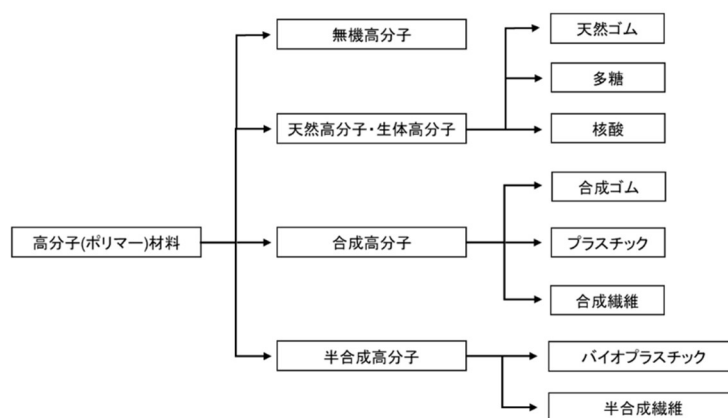 無機高分子
天然ゴム
多糖
天然高分子・生体高分子
核酸
合成ゴム
高分子(ポリマー)材料
合成高分子
プラスチック
合成繊維
半合成高分子
バイオプラスチック
半合成繊維